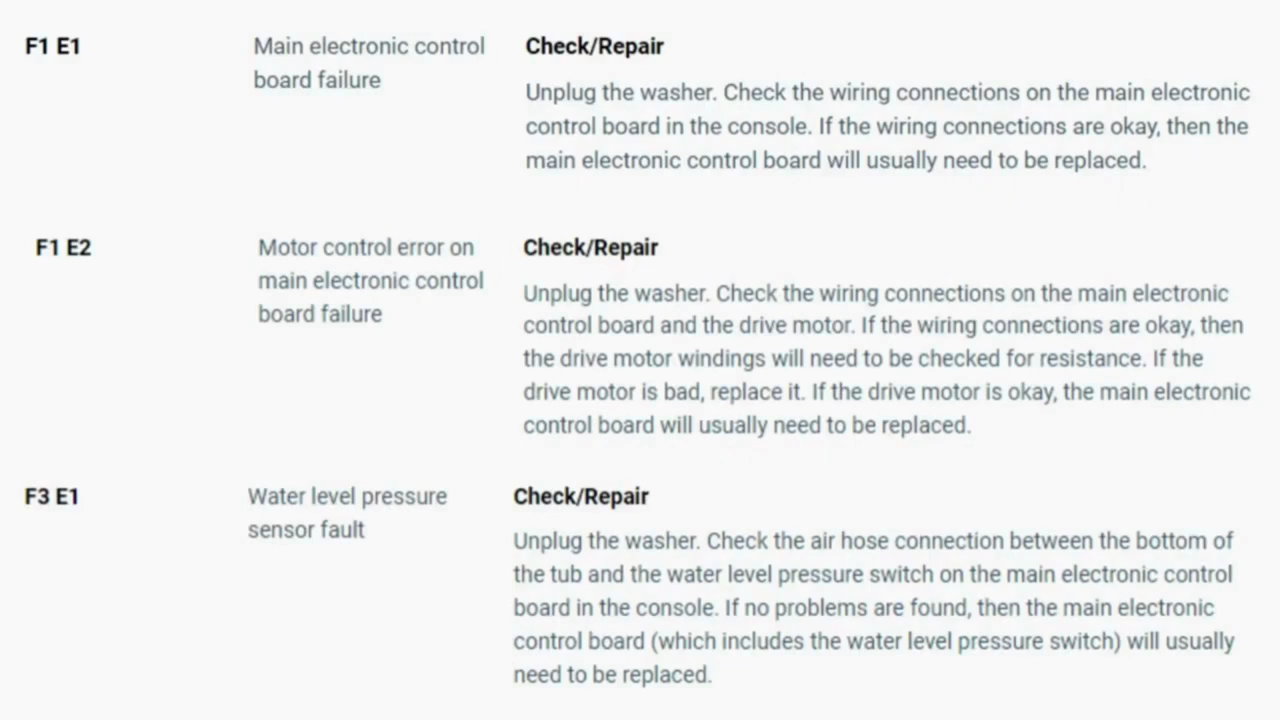 F1 E1
Main electronic control
board failure
Check/Repair
Unplug the washer. Check the wiring connections on the main electronic
control board in the console. If the wiring connections are okay, then the
main electronic control board will usually need to be replaced.
F1 E2
Motor control error on
main electronic control
board failure
Check/Repair
Unplug the washer. Check the wiring connections on the main electronic
control board and the drive motor. If the wiring connections are okay, then
the drive motor windings will need to be checked for resistance. If the
drive motor is bad, replace it. If the drive motor is okay, the main electronic
control board will usually need to be replaced.
F3 E1
Water level pressure
sensor fault
Check/Repair
Unplug the washer. Check the air hose connection between the bottom of
the tub and the water level pressure switch on the main electronic control
board in the console. If no problems are found, then the main electronic
control board (which includes the water level pressure switch) will usually
need to be replaced.